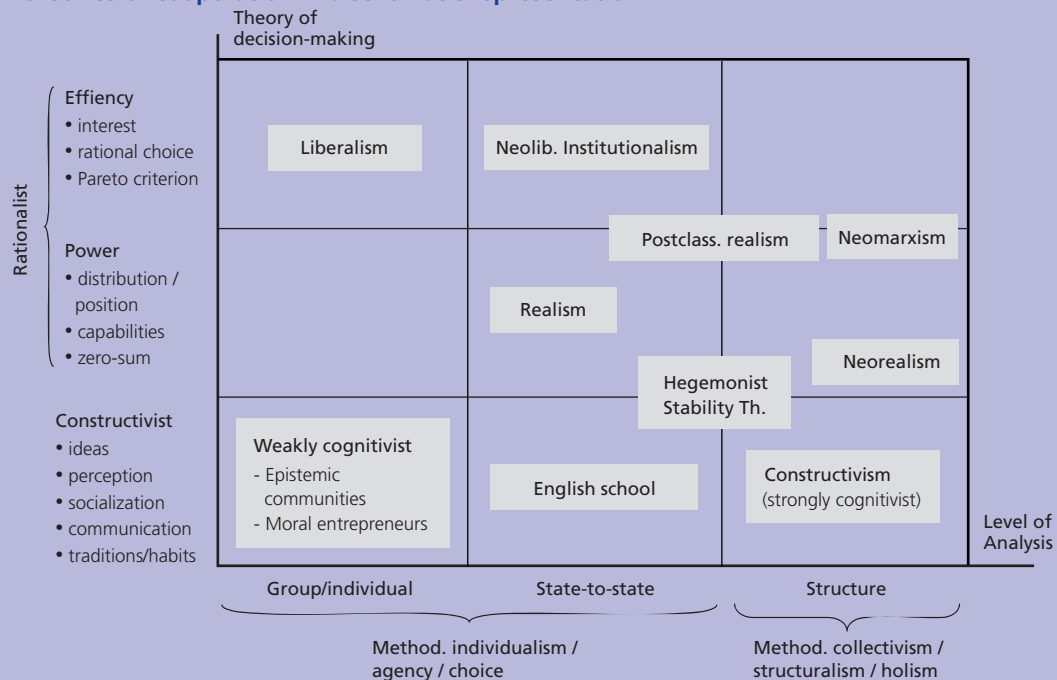 Theory of
decision-making
Rationalist
Effiency
• interest
• rational choice
• Pareto criterion
Liberalism
Neolib. Institutionalism
Postclass. realism
Neomarxism
Power
• distribution /
position
• capabilities
• zero-sum
Realism
Neorealism
Hegemonist
Stability Th.
Constructivist
• ideas
• perception
• socialization
• communication
• traditions/habits
Weakly cognitivist
- Epistemic
communities
- Moral entrepreneurs
English school
Constructivism
(strongly cognitivist)
Level of
Analysis
Group/individual
State-to-state
Structure
Method. individualism /
agency / choice
Method. collectivism /
structuralism / holism